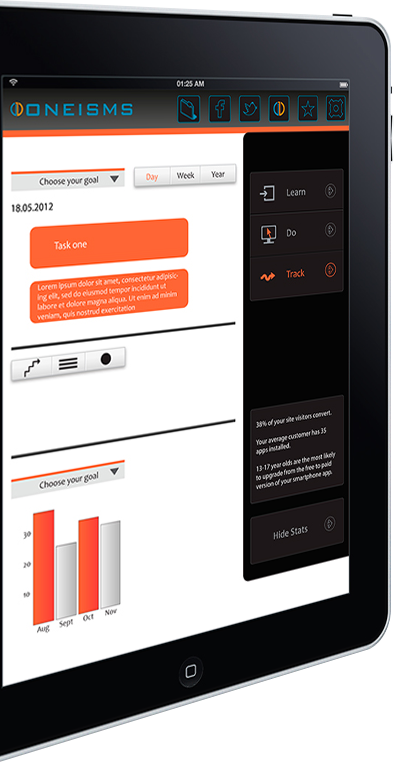 01:25 AM
ONEISMS
Choose your goal
Day
Week
Year
18.05.2012
Task one
Lorem ipsum dolor sit amet, consectetur adipisic-
ing elit, sed do eiusmod tempor incididunt ut
labore et dolore magna aliqua. Ut enim ad minim
veniam, quis nostrud exercitation
Choose your goal
30
20
10
Aug
Sept
Oct
Nov
Learn
Do
Track
38% of your site visitors convert.
Your average customer has 35
apps installed.
13-17 year olds are the most likely
to upgrade from the free to paid
version of your smartphone app.
Hide Stats